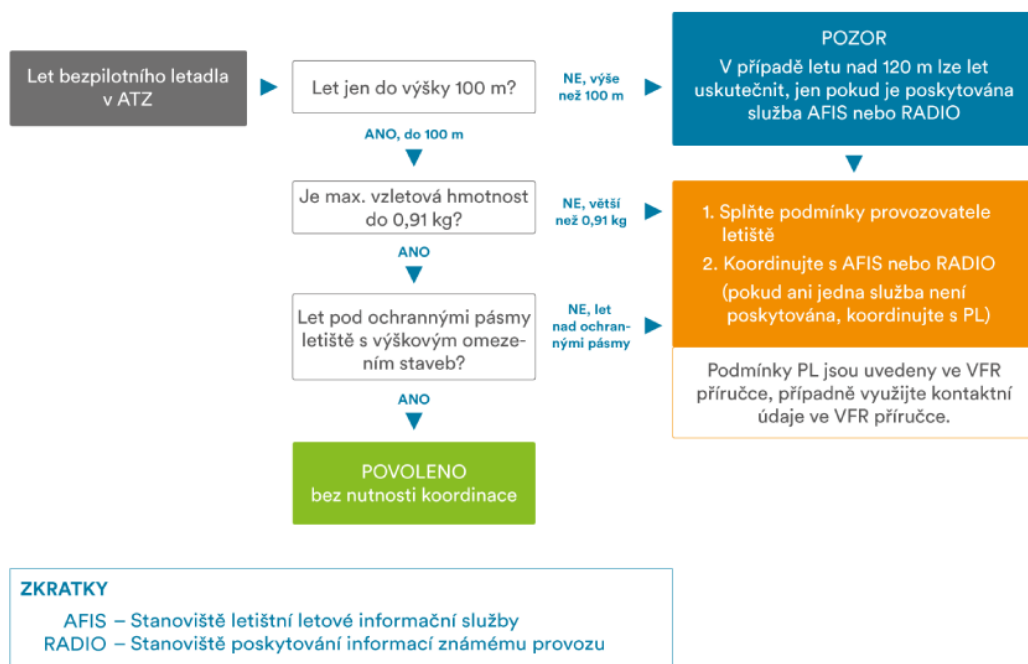 Let bezpilotního letadla
v ATZ
Let jen do výšky 100 m?
NE, výše
než 100 m
POZOR
V případě letu nad 120 m lze let
uskutečnit, jen pokud je poskytována
služba AFIS nebo RADIO
ANO, do 100 m
Je max. vzletová hmotnost
do 0,91 kg?
NE, větší
než 0,91 kg
1. Splňte podmínky provozovatele
letiště
2. Koordinujte s AFIS nebo RADIO
(pokud ani jedna služba není
poskytována, koordinujte s PL)
ANO
Let pod ochrannými pásmy
letiště s výškovým omeze-
ním staveb?
NE, let
nad ochran-
nými pásmy
Podmínky PL jsou uvedeny ve VFR
příručce, případně využijte kontaktní
údaje ve VFR příručce.
ANO
POVOLENO
bez nutnosti koordinace
ZKRATKY
AFIS – Stanoviště letištní letové informační služby
RADIO – Stanoviště poskytování informací známému provozu